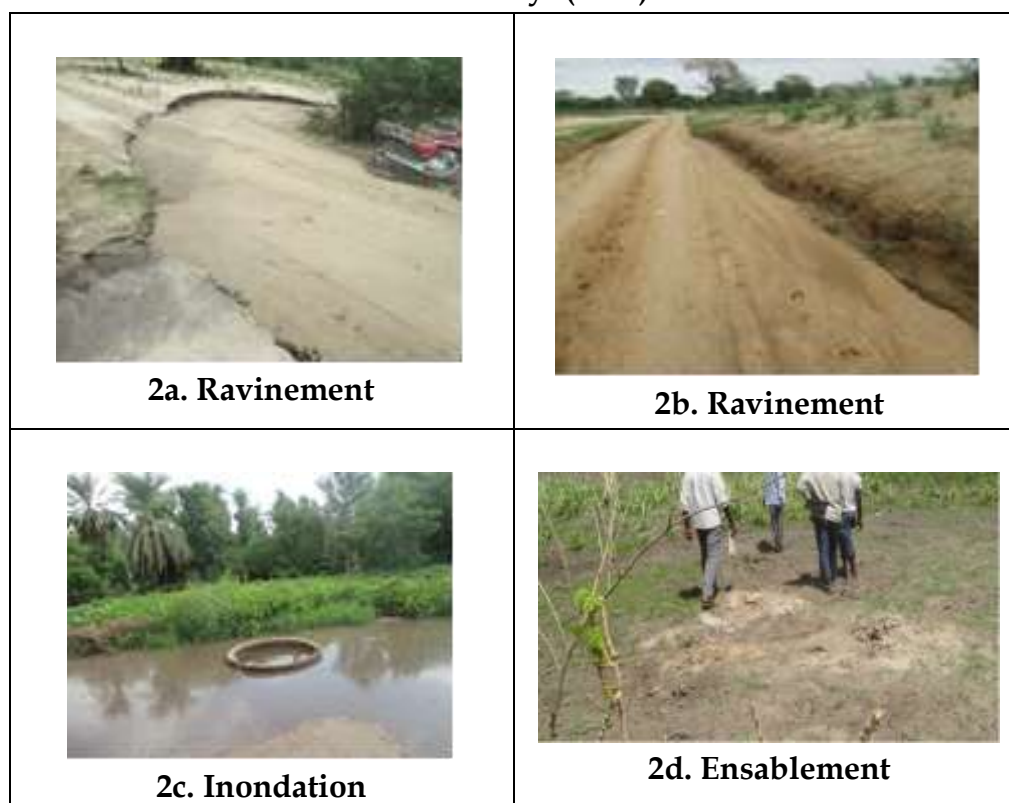 2a. Ravinement
2b. Ravinement
2c. Inondation
2d. Ensablement